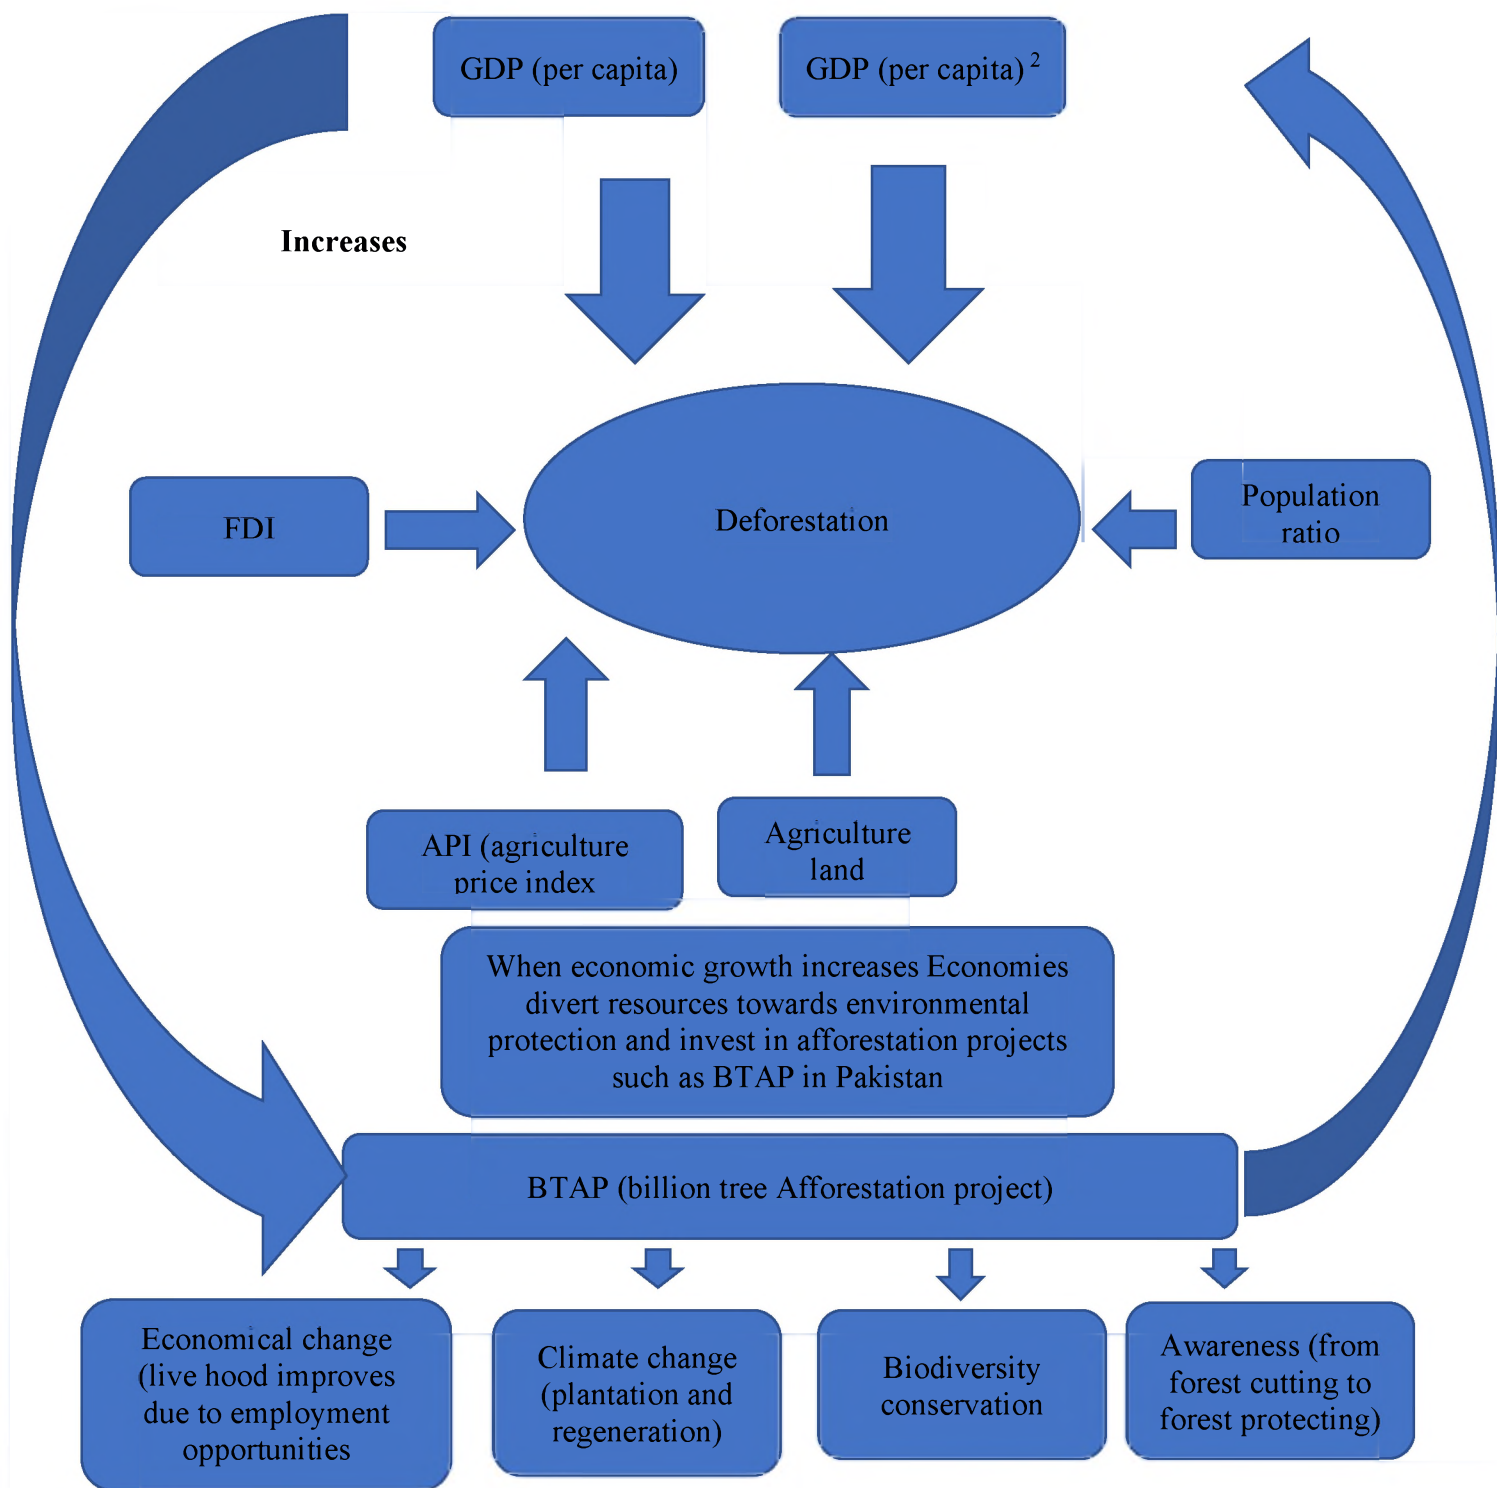 GDP (per capita)
GDP (per capita) 2
Increases
Deforestation
FDI
Population
ratio
API (agriculture
price index
Agriculture
land
When economic growth increases Economies
divert resources towards environmental
protection and invest in afforestation projects
such as BTAP in Pakistan
BTAP (billion tree Afforestation project)
Economical change
(live hood improves
due to employment
opportunities
Climate change
(plantation and
regeneration)
Biodiversity
conservation
Awareness (from
forest cutting to
forest protecting)